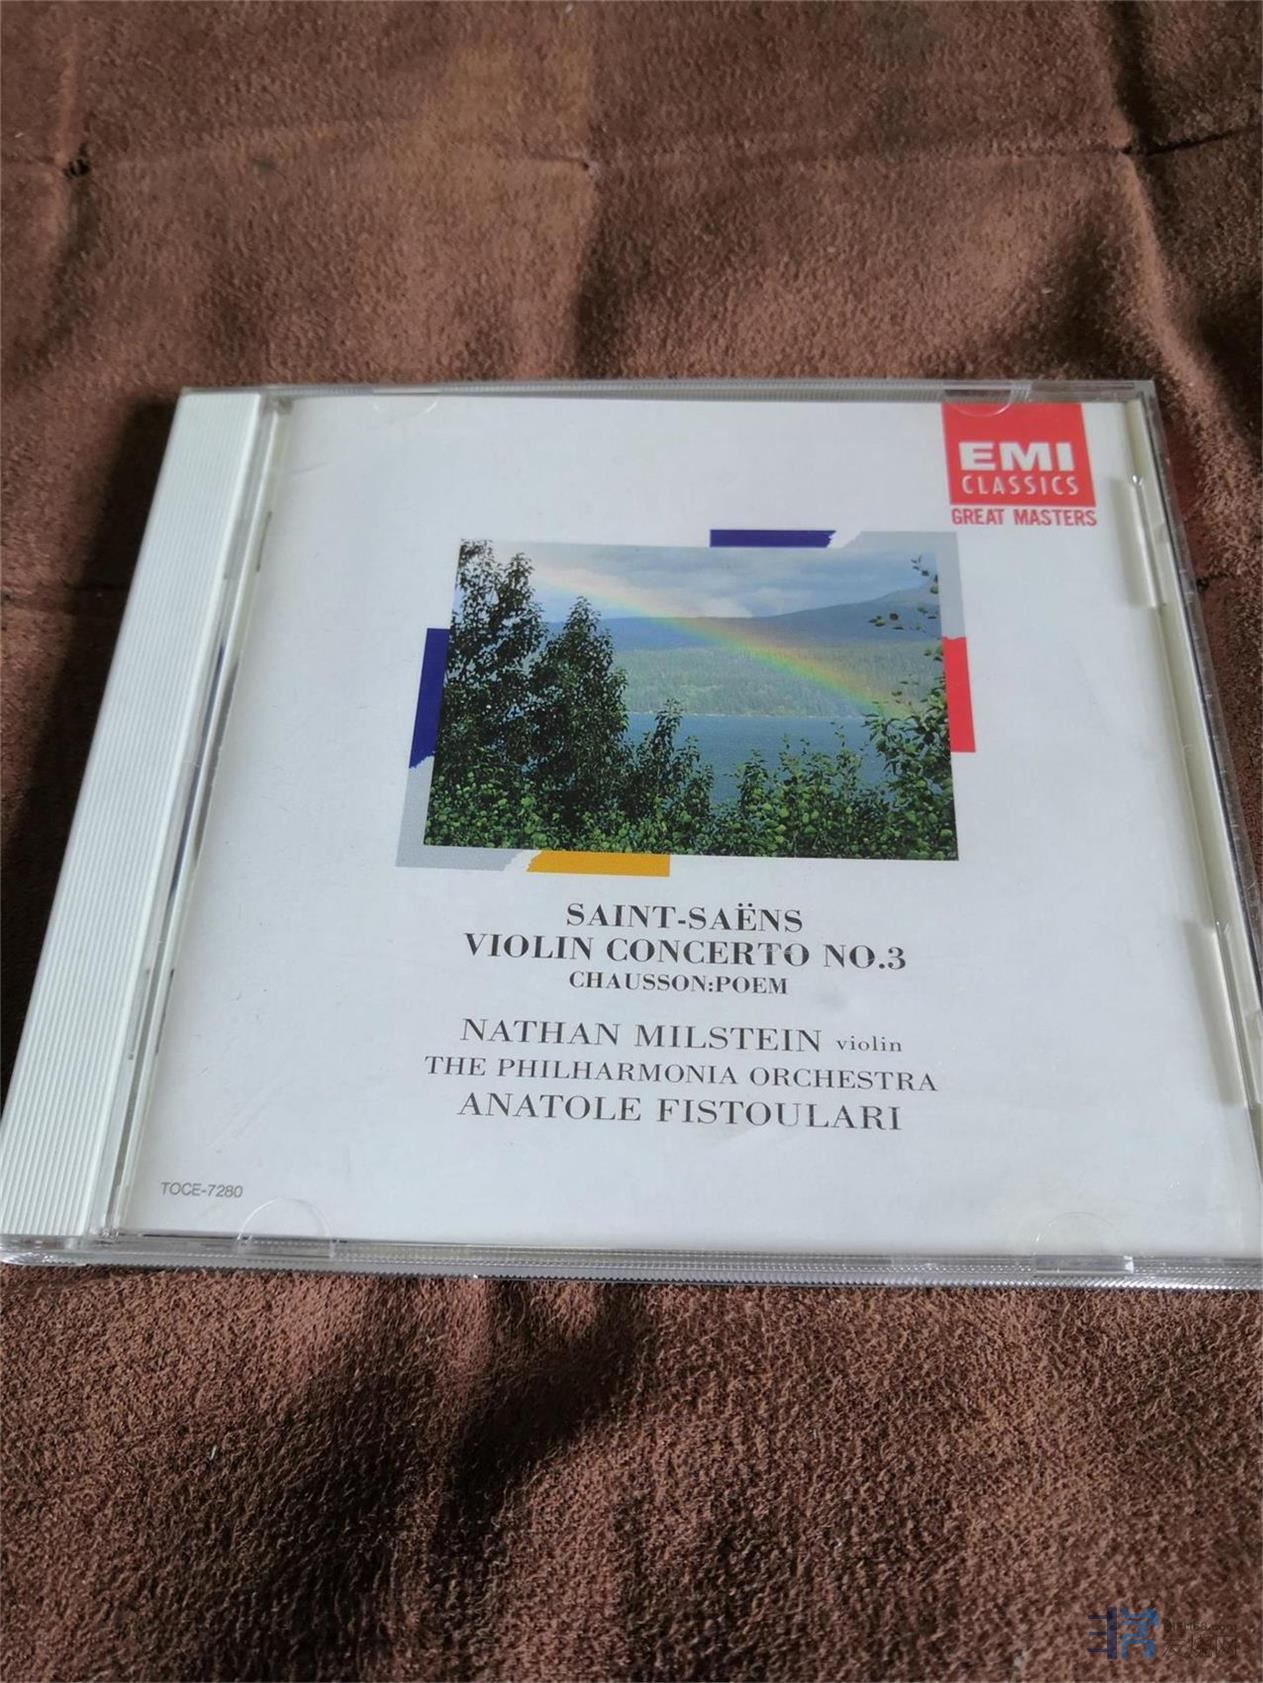 EMI
CLASSICS
GREAT MASTERS
SAINT-SAËNS
VIOLIN CONCERTO NO.3
CHAUSSON:POEM
NATHAN MILSTEIN violin
THE PHILHARMONIA ORCHESTRA
ANATOLE FISTOULARI
TOCE-7280